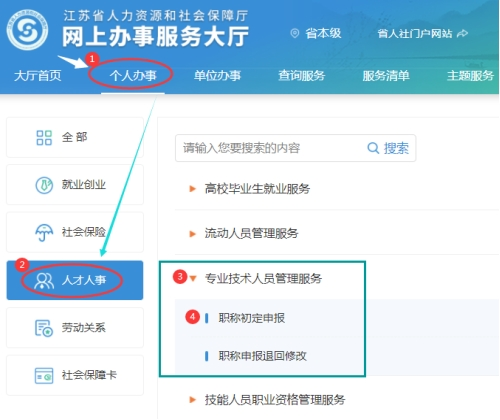 江苏省人力资源和社会保障厅
网上办事服务大厅
省本级
省人社门户网站
1
大厅首页 个人办事 单位办事 查询服务 服务清单 主题服务
全部
请输入您要搜索的内容 搜索
就业创业
高校毕业生就业服务
社会保险
流动人员管理服务
2
人才人事
3 专业技术人员管理服务
4 职称初定申报
劳动关系
职称申报退回修改
社会保障卡
技能人员职业资格管理服务